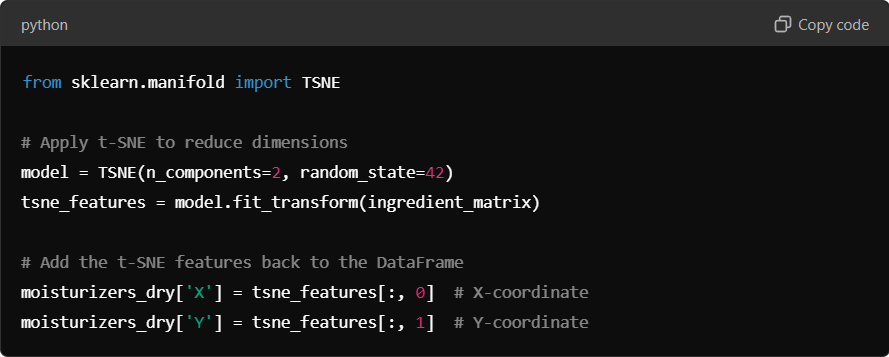 python
Copy code
from sklearn.manifold import TSNE
# Apply t-SNE to reduce dimensions
model = TSNE(n_components=2, random_state=42)
tsne_features = model.fit_transform(ingredient_matrix)
# Add the t-SNE features back to the DataFrame
moisturizers_dry['X'] = tsne_features[:, 0]  # X-coordinate
moisturizers_dry['Y'] = tsne_features[:, 1]  # Y-coordinate